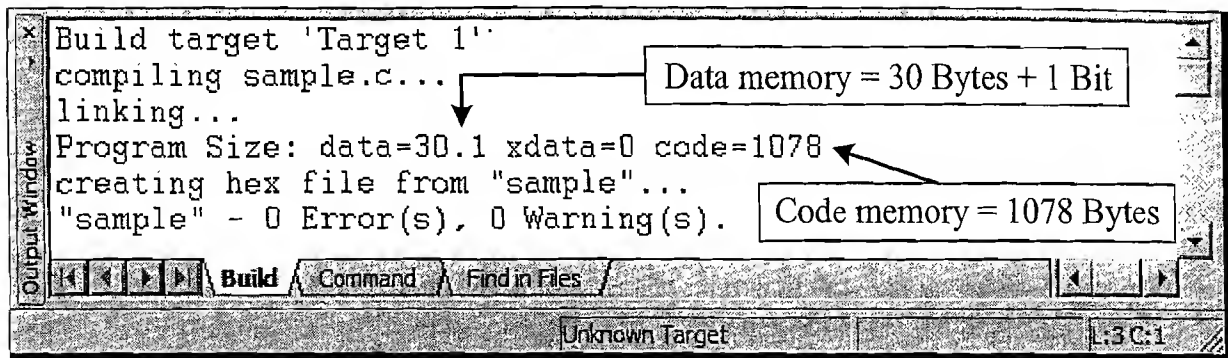 Build target 'Target 1'
compiling sample.c...
Data memory = 30 Bytes + 1 Bit
linking...
Program Size: data=30.1 xdata=0 code=1078
creating hex file from "sample"...
Code memory = 1078 Bytes
"sample" - 0 Error(s), 0 Warning(s).
Output Window
Build Command Find in Files
Unknown Target L:3 C:1